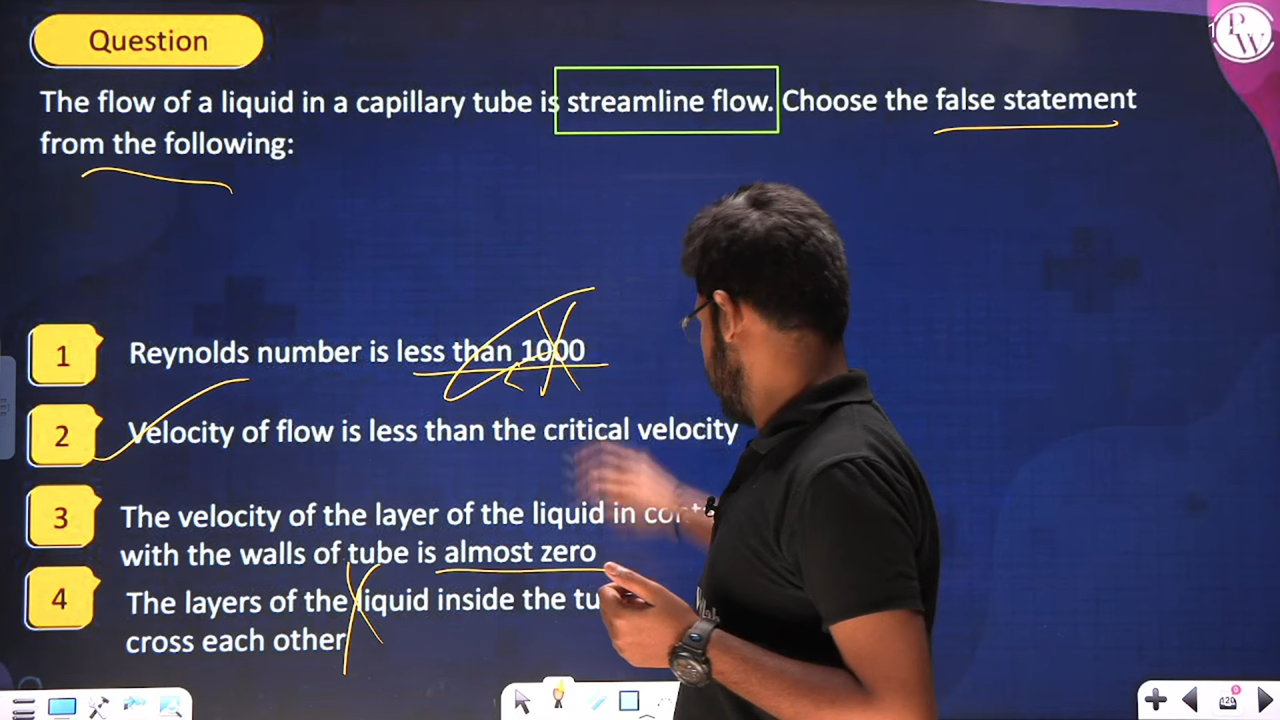 Question
PW
The flow of a liquid in a capillary tube is streamline flow. Choose the false statement
from the following:
1 Reynolds number is less than 1000
2 Velocity of flow is less than the critical velocity
3 The velocity of the layer of the liquid in
with the walls of tube is almost zero
4 The layers of the liquid inside the
cross each other